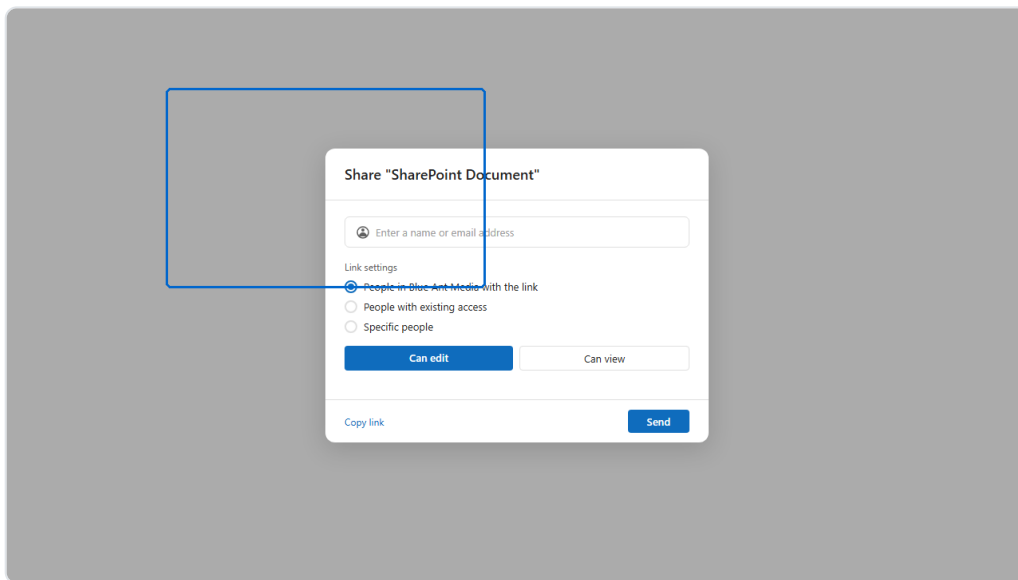 Share "SharePoint Document"
Enter a name or email address
Link settings
People in Blue Ant Media with the link
People with existing access
Specific people
Can edit
Can view
Copy link
Send